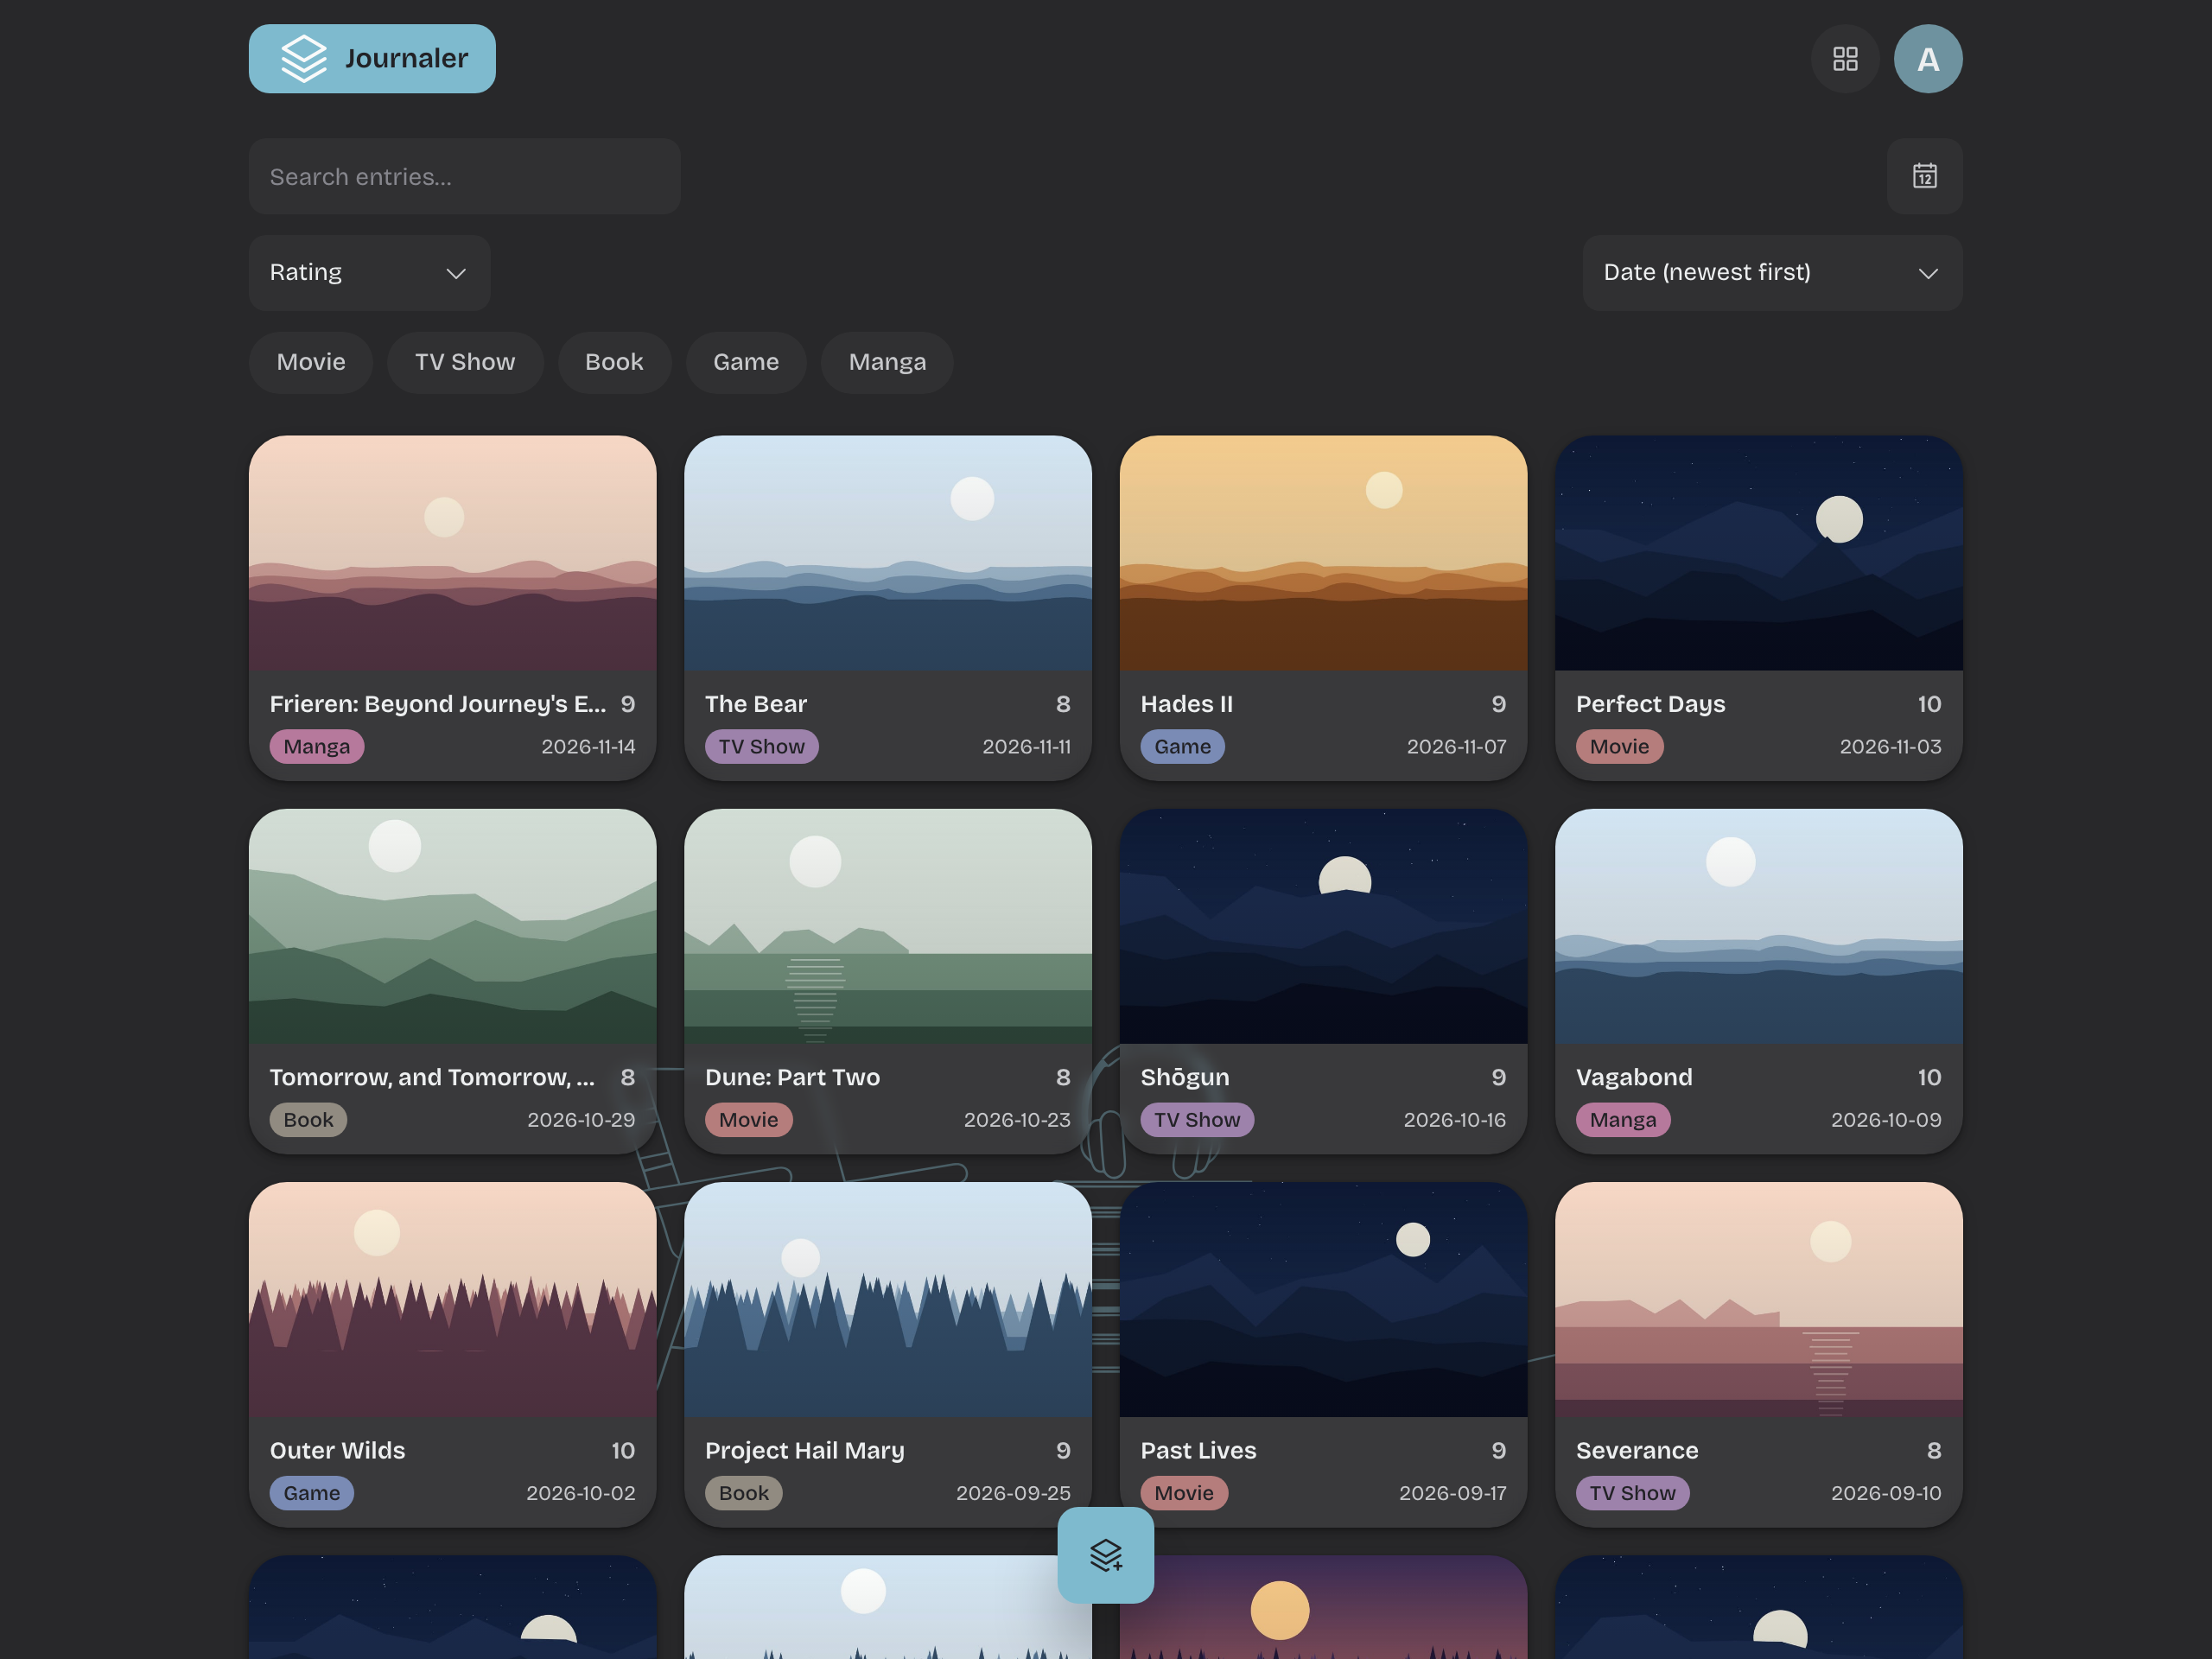 Journaler
A
Search entries...
12
Rating
Date (newest first)
Movie
TV Show
Book
Game
Manga
Frieren: Beyond Journey's E... 9
Manga 2026-11-14
The Bear 8
TV Show 2026-11-11
Hades II 9
Game 2026-11-07
Perfect Days 10
Movie 2026-11-03
Tomorrow, and Tomorrow, ... 8
Book 2026-10-29
Dune: Part Two 8
Movie 2026-10-23
Shōgun 9
TV Show 2026-10-16
Vagabond 10
Manga 2026-10-09
Outer Wilds 10
Game 2026-10-02
Project Hail Mary 9
Book 2026-09-25
Past Lives 9
Movie 2026-09-17
Severance 8
TV Show 2026-09-10